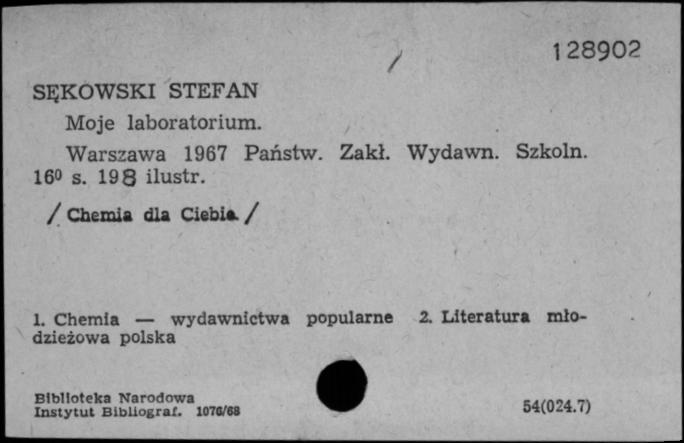 128902
SĘKOWSKI STEFAN
Moje laboratorium.
Warszawa 1967 Państw. Zakł. Wydawn. Szkoln.
16⁰ s. 198 ilustr.
/ Chemia dla Ciebie. /
1. Chemia — wydawnictwa popularne 2. Literatura mło-
dzieżowa polska
Biblioteka Narodowa
Instytut Bibliograf. 1076/68
54(024.7)